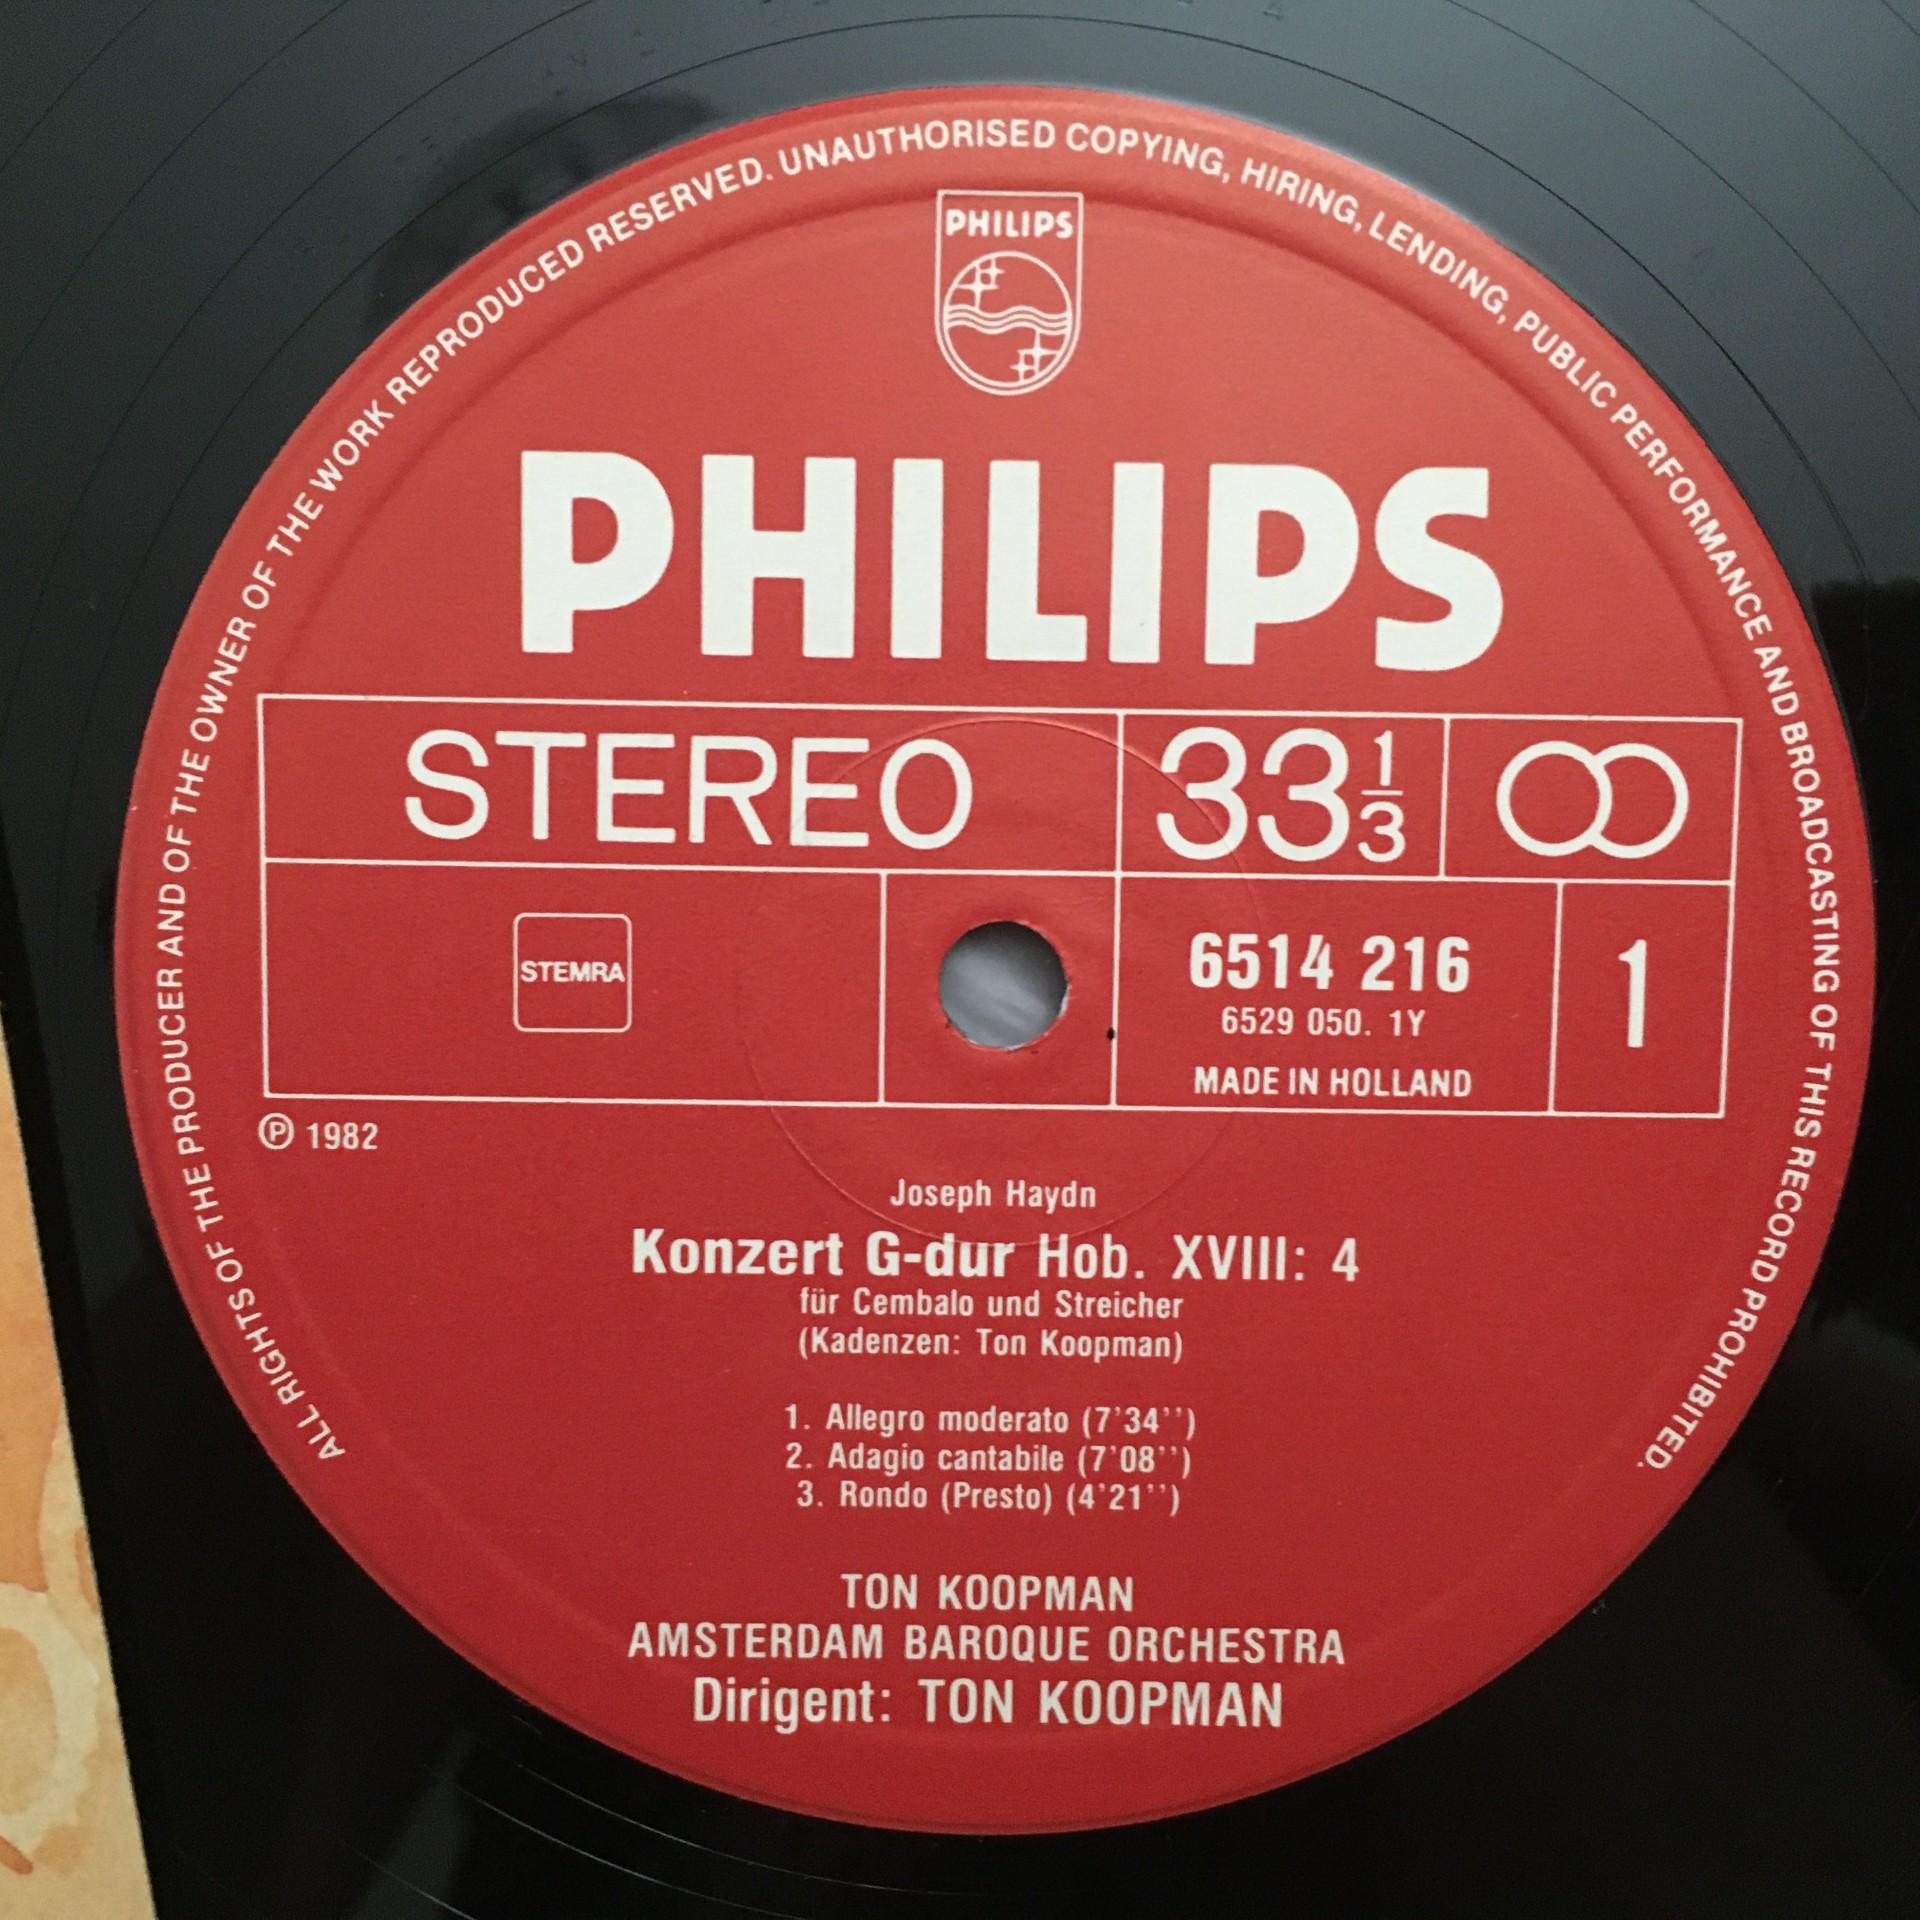 ALL RIGHTS OF THE PRODUCER AND OF THE OWNER OF THE WORK REPRODUCED RESERVED. UNAUTHORISED COPYING, HIRING, LENDING, PUBLIC PERFORMANCE AND BROADCASTING OF THIS RECORD PROHIBITED.
PHILIPS
PHILIPS
STEREO 33 1/3
STEMRA
6514 216 1
6529 050. 1Y
MADE IN HOLLAND
℗ 1982
Joseph Haydn
Konzert G-dur Hob. XVIII: 4
für Cembalo und Streicher
(Kadenzen: Ton Koopman)
1. Allegro moderato (7'34'')
2. Adagio cantabile (7'08'')
3. Rondo (Presto) (4'21'')
TON KOOPMAN
AMSTERDAM BAROQUE ORCHESTRA
Dirigent: TON KOOPMAN